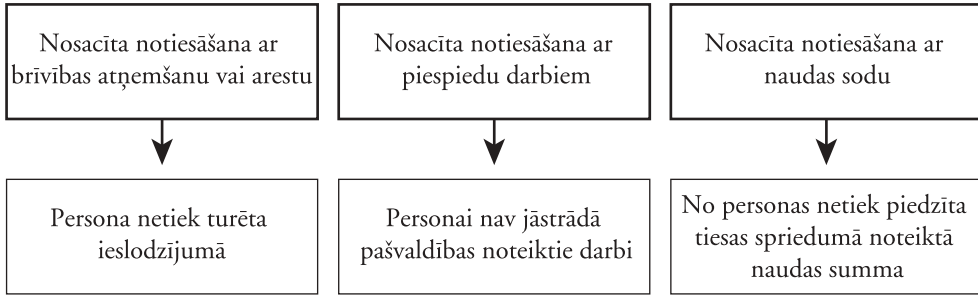 Nosacīta notiesāšana ar
brīvības atņemšanu vai arestu
Nosacīta notiesāšana ar
piespiedu darbiem
Nosacīta notiesāšana ar
naudas sodu
Persona netiek turēta
ieslodzījumā
Personai nav jāstrādā
pašvaldības noteiktie darbi
No personas netiek piedzīta
tiesas spriedumā noteiktā
naudas summa